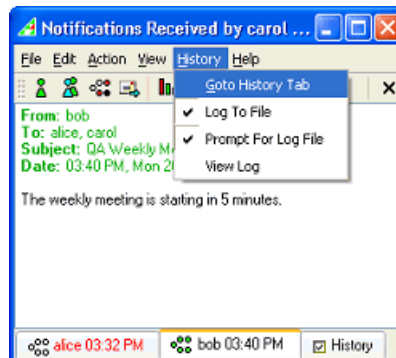 Notifications Received by carol ...
File Edit Action View History Help
Goto History Tab
Log To File
Prompt For Log File
View Log
From: bob
To: alice, carol
Subject: QA Weekly
Date: 03:40 PM, Mon
The weekly meeting is starting in 5 minutes.
alice 03:32 PM bob 03:40 PM History